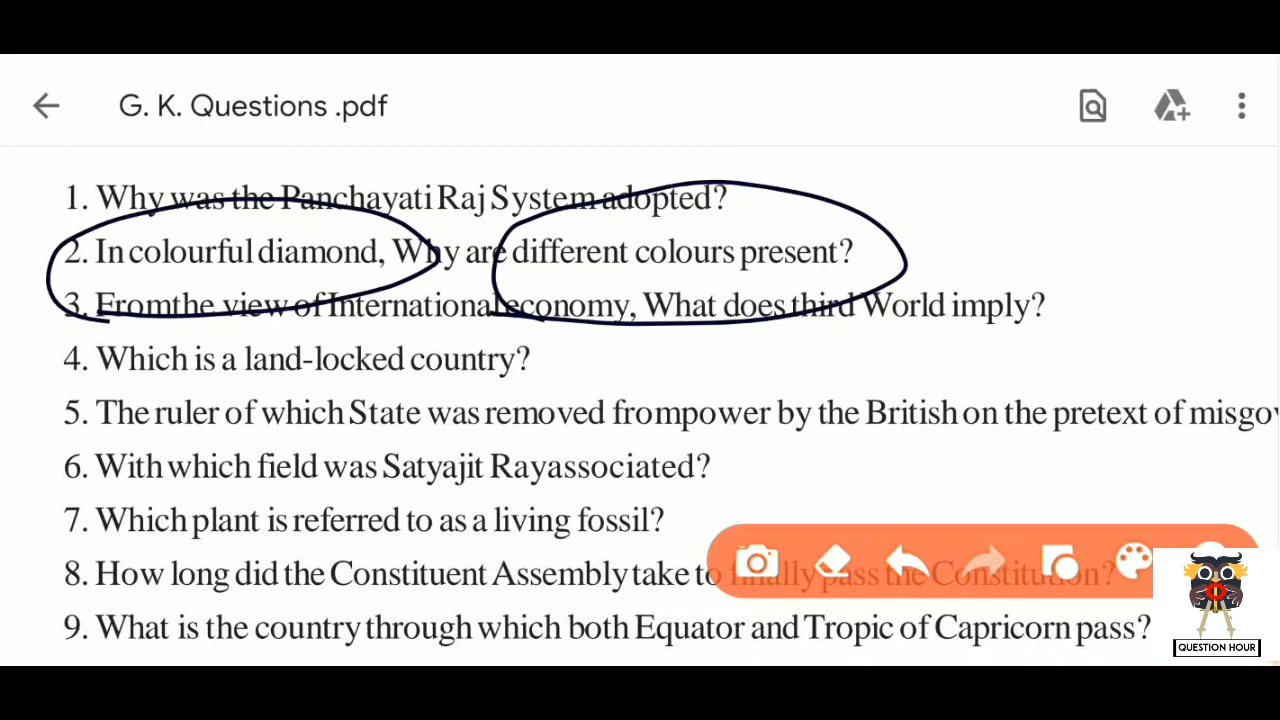 G. K. Questions .pdf
1. Why was the Panchayati Raj System adopted?
2. In colourful diamond, Why are different colours present?
3. Fromthe view of International economy, What does third World imply?
4. Which is a land-locked country?
5. The ruler of which State was removed frompower by the British on the pretext of misgov
6. With which field was Satyajit Rayassociated?
7. Which plant is referred to as a living fossil?
8. How long did the Constituent Assembly take to finally pass the Constitution?
9. What is the country through which both Equator and Tropic of Capricorn pass?
QUESTION HOUR